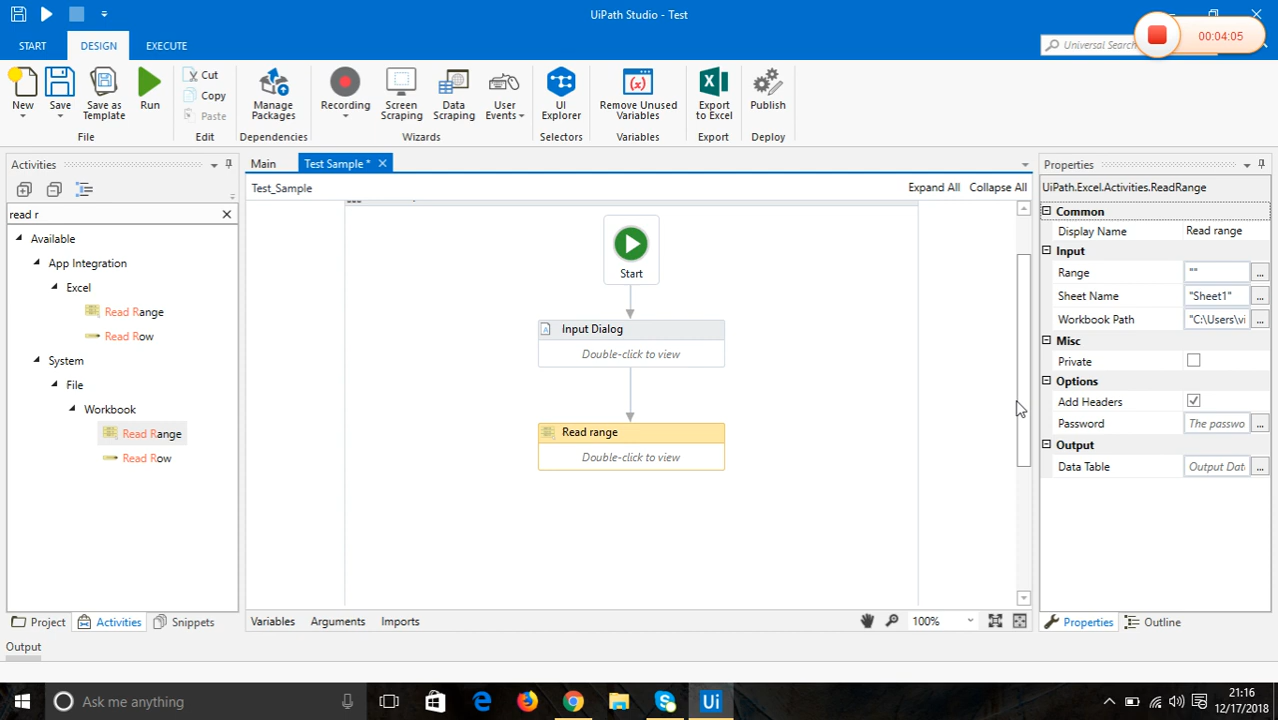 UiPath Studio - Test
00:04:05
START
DESIGN
EXECUTE
Universal Search
New
Save
Save as Template
Run
Cut
Copy
Paste
Manage Packages
Recording
Screen Scraping
Data Scraping
User Events
UI Explorer
Remove Unused Variables
Export to Excel
Publish
File
Edit
Dependencies
Wizards
Selectors
Variables
Export
Deploy
Activities
read r
Available
App Integration
Excel
Read Range
Read Row
System
File
Workbook
Read Range
Read Row
Project
Activities
Snippets
Output
Main
Test Sample *
Test_Sample
Expand All
Collapse All
Start
Input Dialog
Double-click to view
Read range
Double-click to view
Variables
Arguments
Imports
100%
Properties
UiPath.Excel.Activities.ReadRange
Common
Display Name Read range
Input
Range "" ...
Sheet Name "Sheet1" ...
Workbook Path "C:\Users\vi ...
Misc
Private
Options
Add Headers
Password The passwo ...
Output
Data Table Output Dat ...
Properties
Outline
Ask me anything
Ui
21:16
12/17/2018